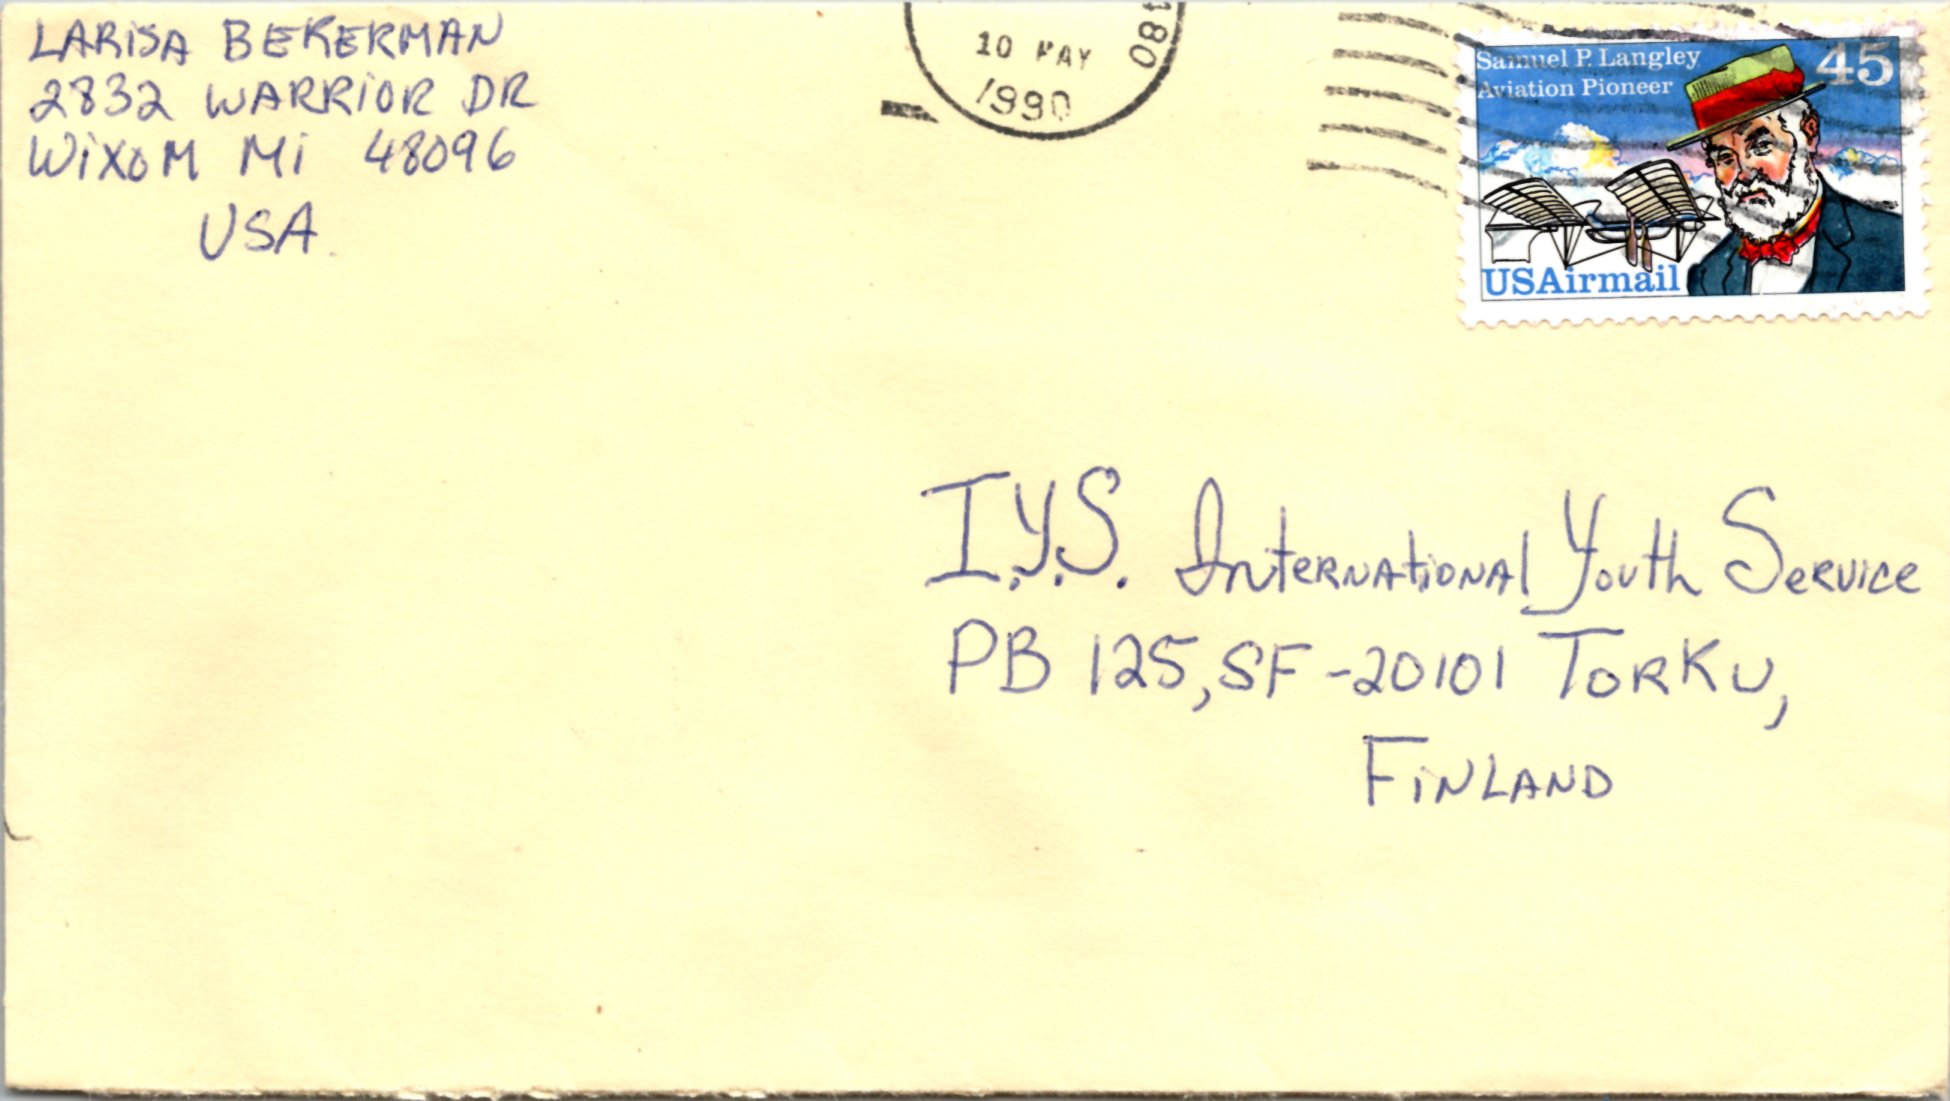 LARISA BEKERMAN
2832 WARRIOR DR
WIXOM MI 48096
USA
10 MAY
1990
180
Samuel P. Langley
Aviation Pioneer
45
USAirmail
I.Y.S. International Youth Service
PB 125, SF-20101 TORKU,
FINLAND